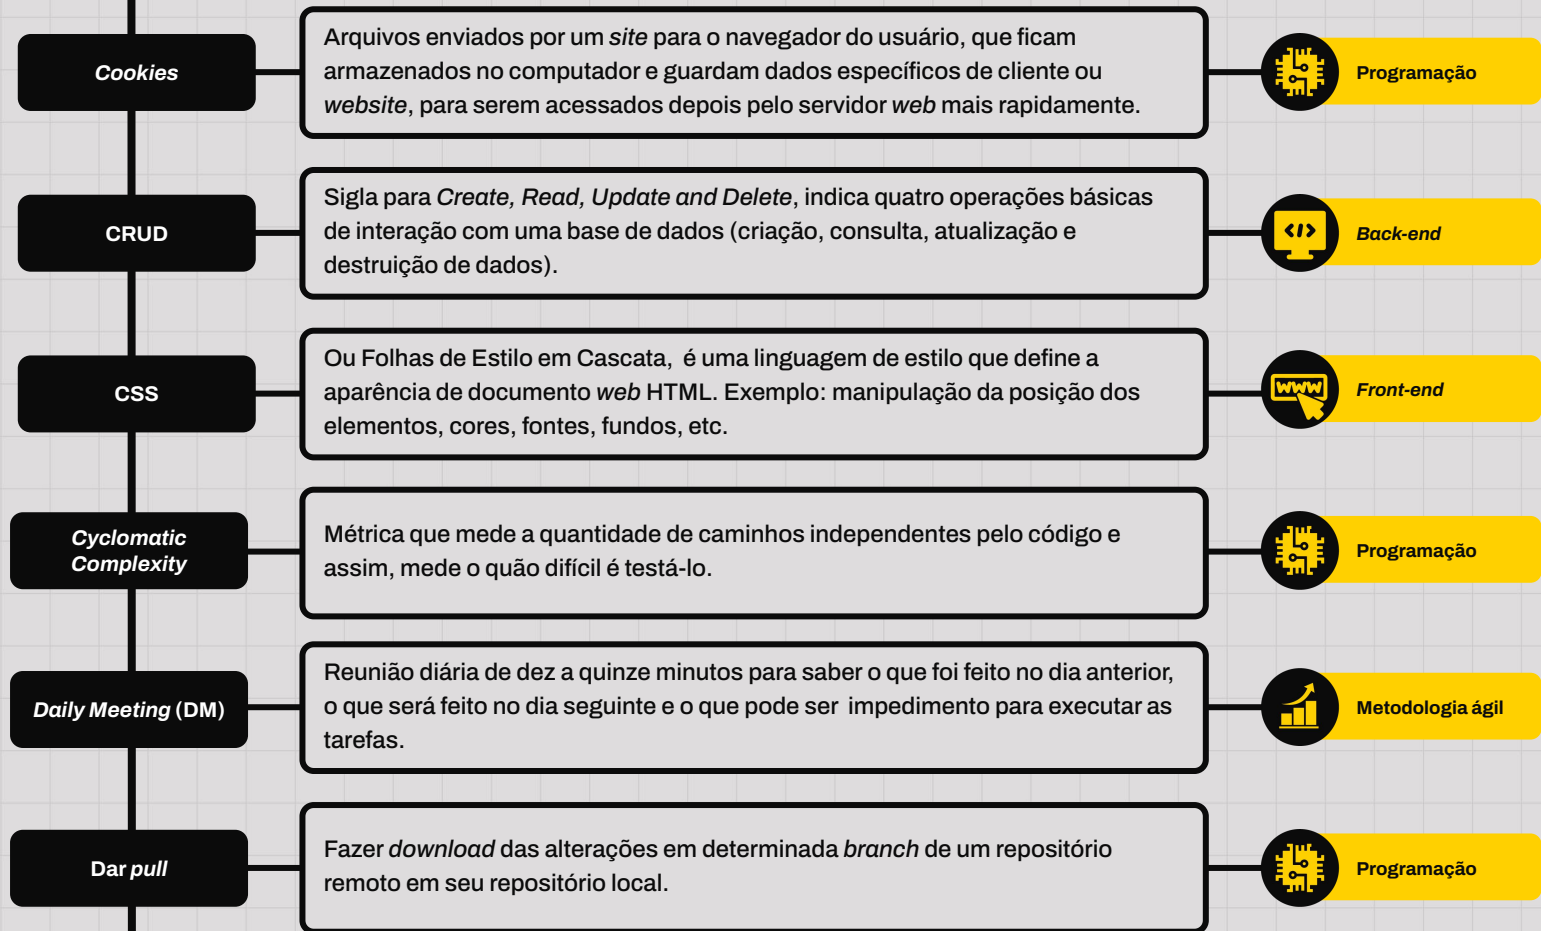 Cookies
Arquivos enviados por um site para o navegador do usuário, que ficam
armazenados no computador e guardam dados específicos de cliente ou
website, para serem acessados depois pelo servidor web mais rapidamente.
Programação
CRUD
Sigla para Create, Read, Update and Delete, indica quatro operações básicas
de interação com uma base de dados (criação, consulta, atualização e
destruição de dados).
Back-end
CSS
Ou Folhas de Estilo em Cascata, é uma linguagem de estilo que define a
aparência de documento web HTML. Exemplo: manipulação da posição dos
elementos, cores, fontes, fundos, etc.
WWW
Front-end
Cyclomatic
Complexity
Métrica que mede a quantidade de caminhos independentes pelo código e
assim, mede o quão difícil é testá-lo.
Programação
Daily Meeting (DM)
Reunião diária de dez a quinze minutos para saber o que foi feito no dia anterior,
o que será feito no dia seguinte e o que pode ser impedimento para executar as
tarefas.
Metodologia ágil
Dar pull
Fazer download das alterações em determinada branch de um repositório
remoto em seu repositório local.
Programação